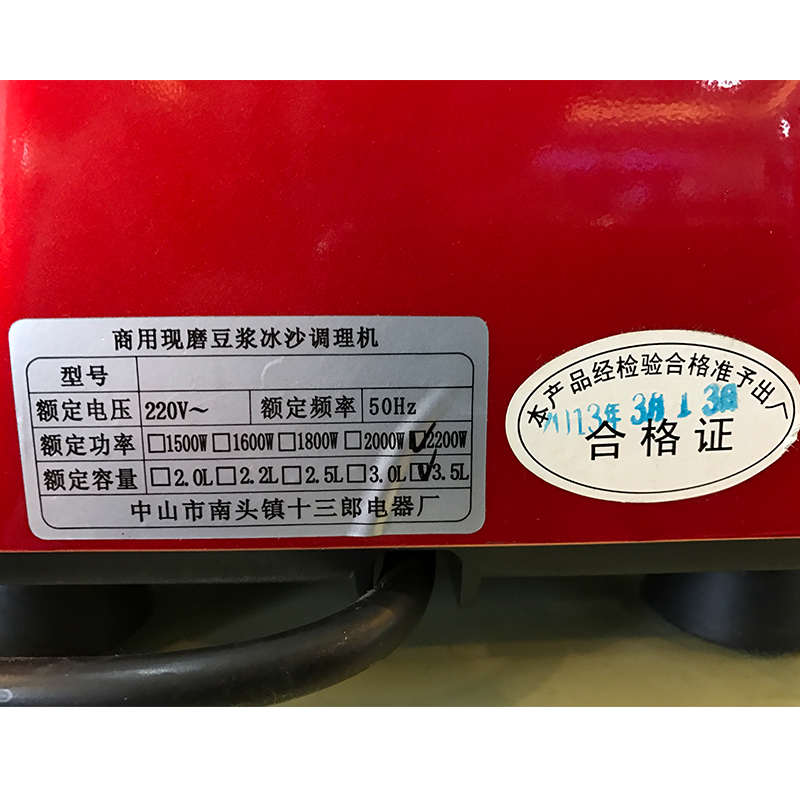 商用现磨豆浆冰沙调理机
型号
额定电压 220V～ 额定频率 50Hz
额定功率 □1500W □1600W □1800W □2000W ☑2200W
额定容量 □2.0L □2.2L □2.5L □3.0L ☑3.5L
中山市南头镇十三郎电器厂
本产品经检验合格准予出厂
合格证